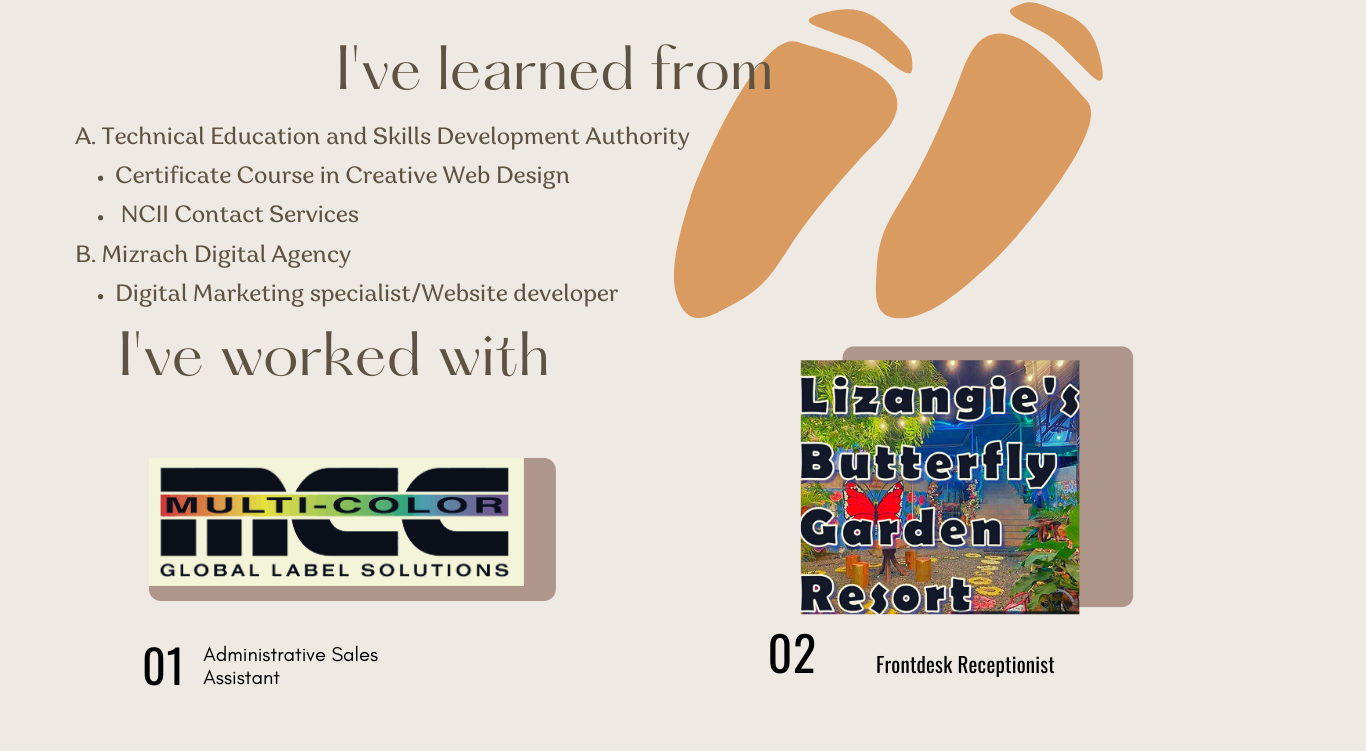 I've learned from
A. Technical Education and Skills Development Authority
• Certificate Course in Creative Web Design
• NCII Contact Services
B. Mizrach Digital Agency
• Digital Marketing specialist/Website developer
I've worked with
mcc
MULTI-COLOR
GLOBAL LABEL SOLUTIONS
Lizangie's
Butterfly
Garden
Resort
01 Administrative Sales
Assistant
02 Frontdesk Receptionist